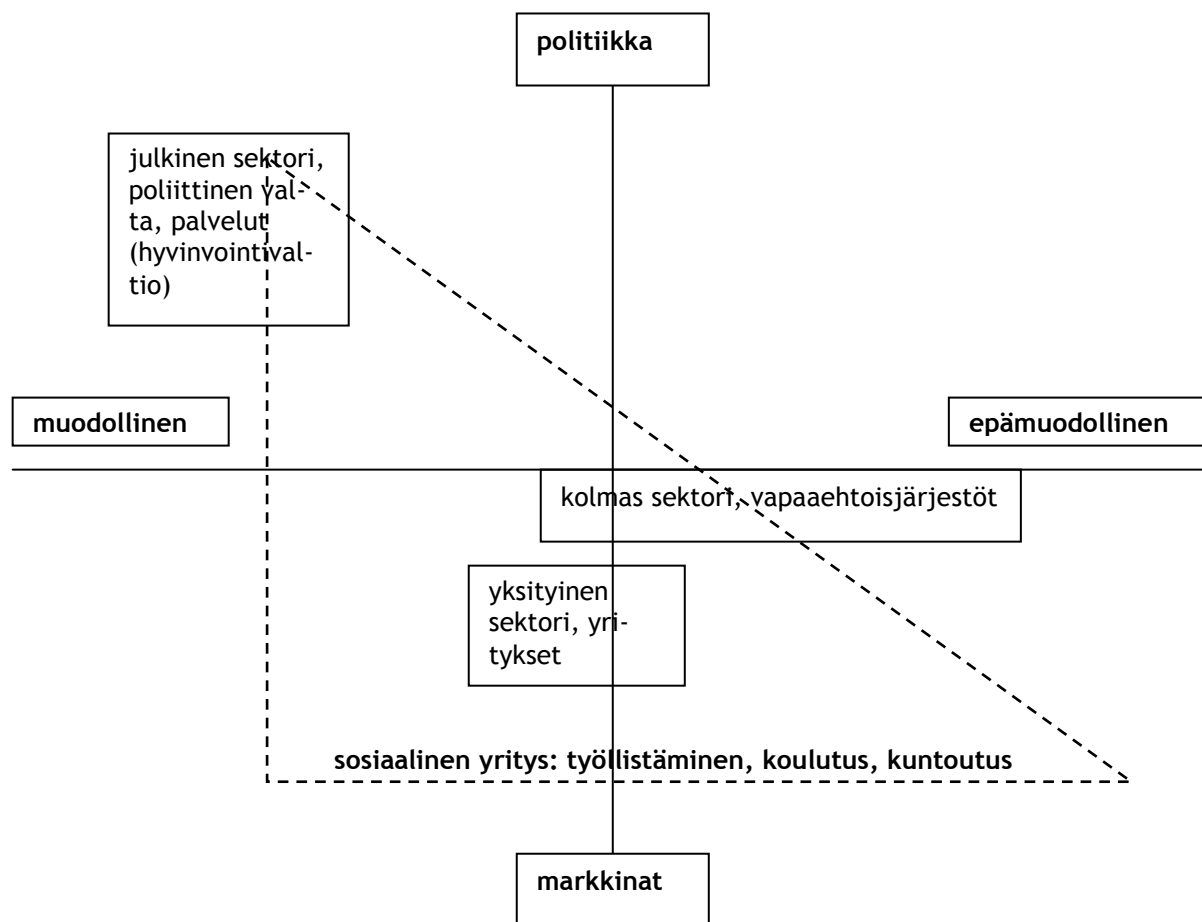 politiikka
julkinen sektori,
poliittinen val-
ta, palvelut
(hyvinvointival-
tio)
muodollinen
epämuodollinen
kolmas sektori, vapaaehtoisjärjestöt
yksityinen
sektori, yri-
tykset
sosiaalinen yritys: työllistäminen, koulutus, kuntoutus
markkinat